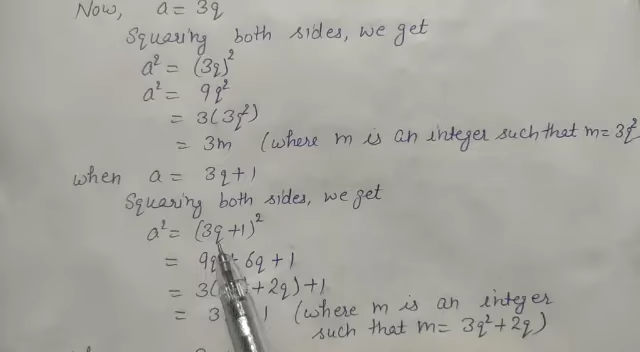 Now, a = 3q
Squaring both sides, we get
a² = (3q)²
a² = 9q²
= 3(3q²)
= 3m (where m is an integer such that m = 3q²
when a = 3q+1
Squaring both sides, we get
a² = (3q+1)²
= 9q + 6q + 1
= 3( + 2q) + 1
= 3 1 (where m is an integer
such that m = 3q² + 2q)